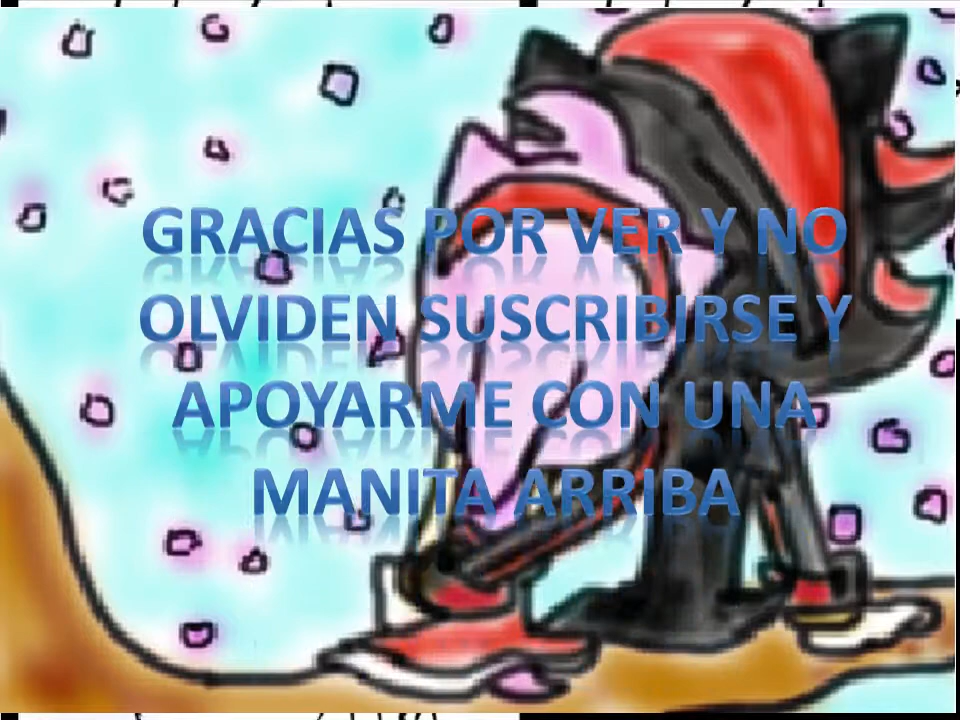 GRACIAS POR VER Y NO
OLVIDEN SUSCRIBIRSE Y
APOYARME CON UNA
MANITA ARRIBA